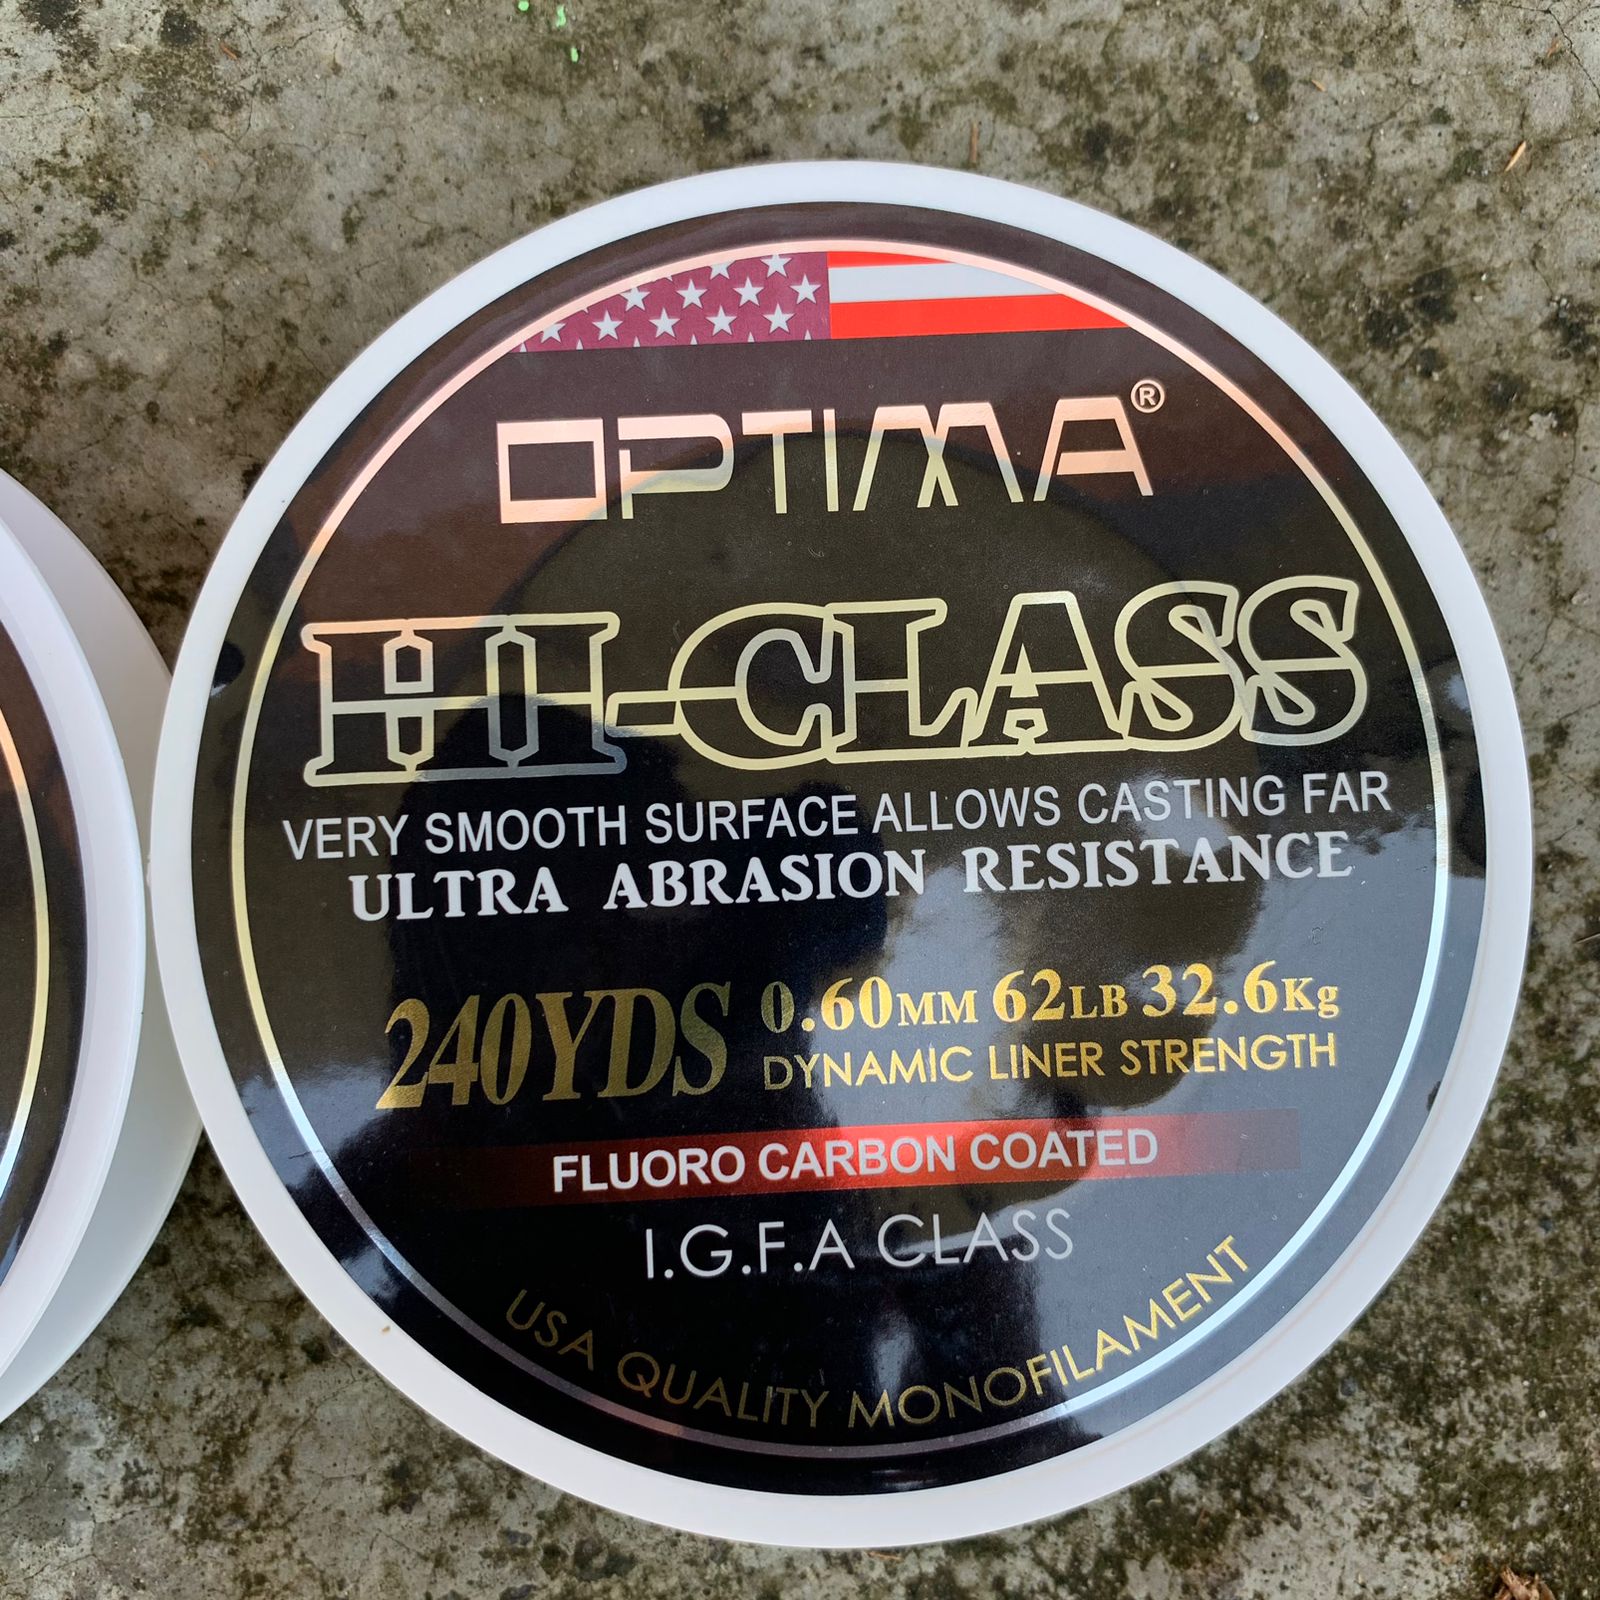 OPTIMA®
HI-CLASS
VERY SMOOTH SURFACE ALLOWS CASTING FAR
ULTRA ABRASION RESISTANCE
240YDS 0.60MM 62LB 32.6Kg
DYNAMIC LINER STRENGTH
FLUORO CARBON COATED
I.G.F.A CLASS
USA QUALITY MONOFILAMENT